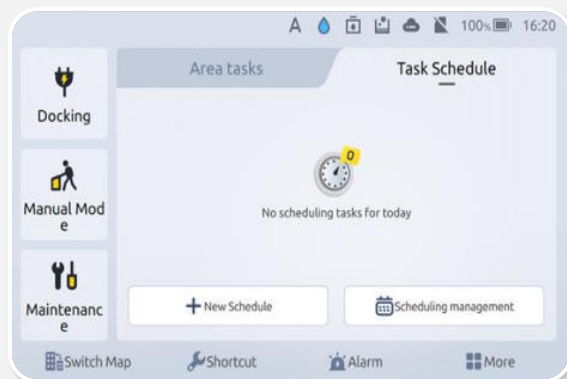 A 100% 16:20
Area tasks
Task Schedule
Docking
Manual Mod
e
Maintenanc
e
0
No scheduling tasks for today
New Schedule
Scheduling management
Switch Map
Shortcut
Alarm
More